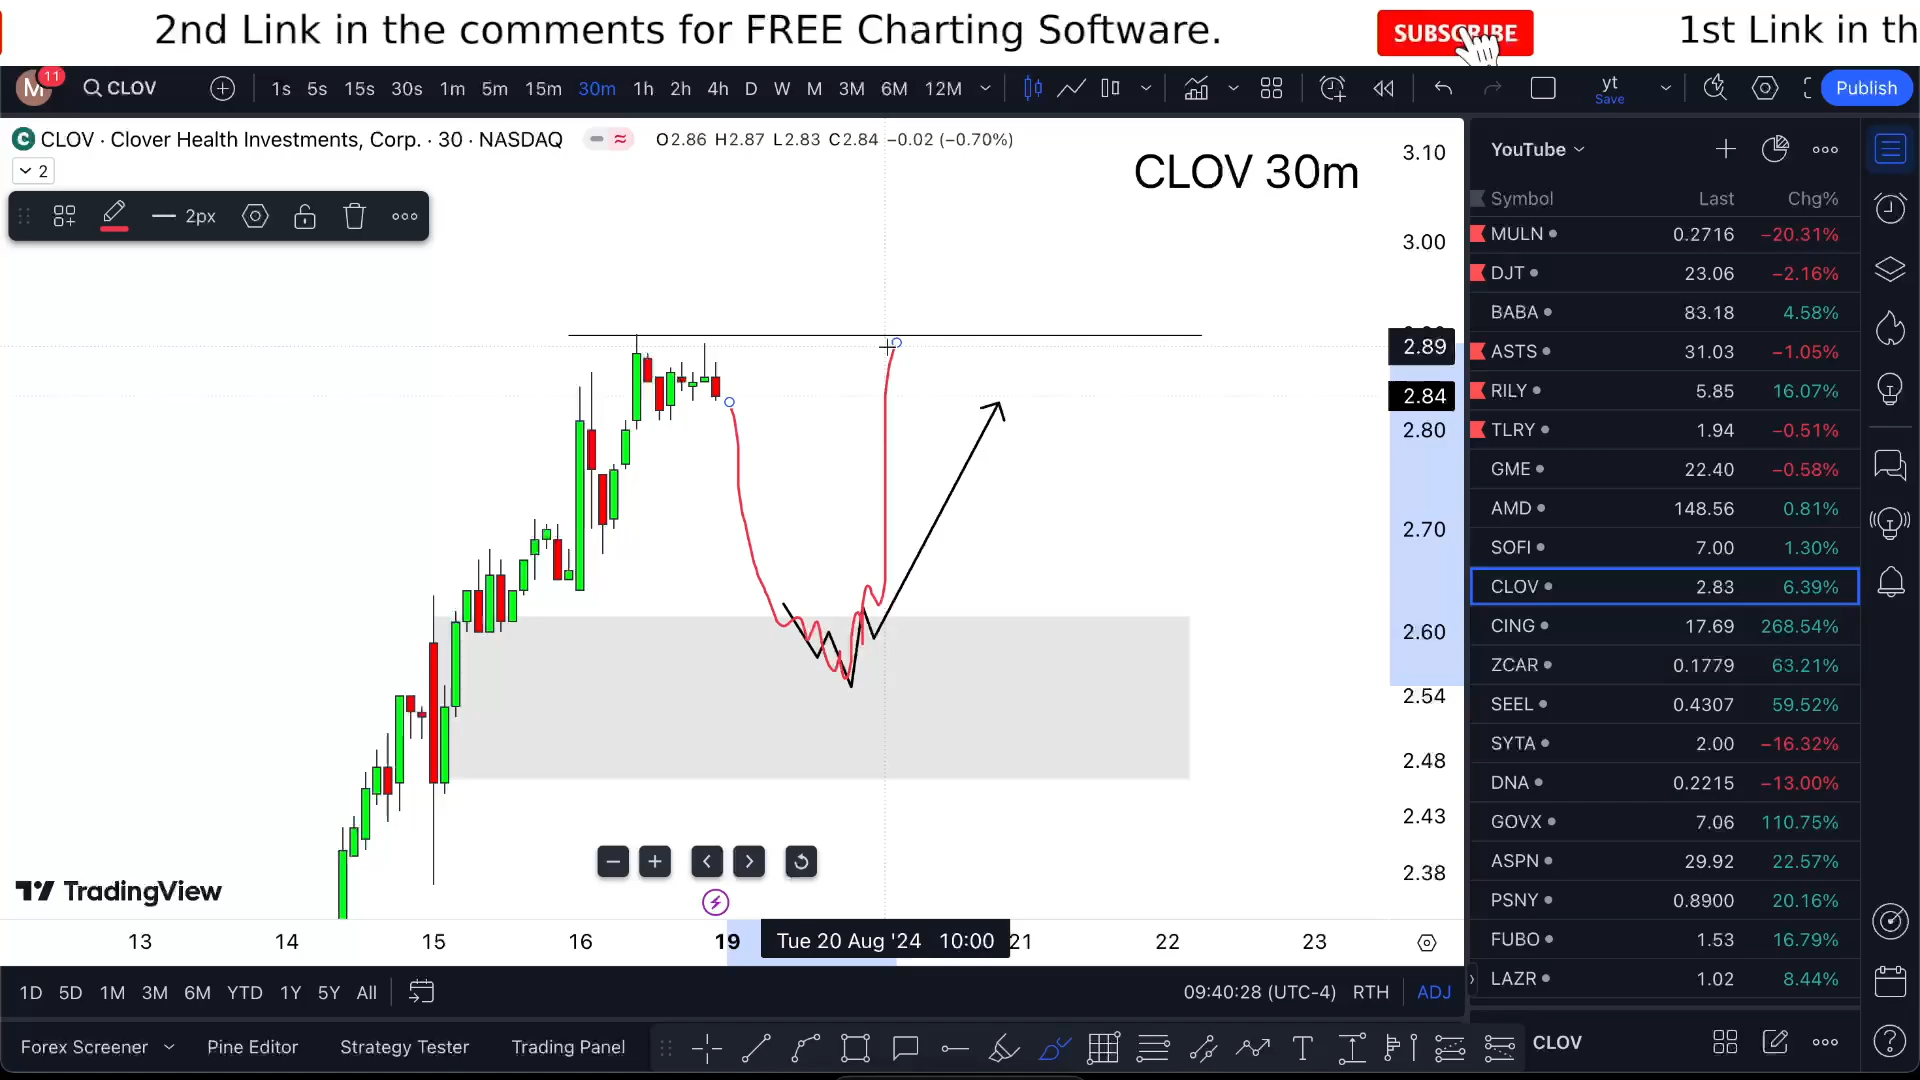 2nd Link in the comments for FREE Charting Software.
SUBSCRIBE
1st Link in th
M
11
CLOV
1s 5s 15s 30s 1m 5m 15m 30m 1h 2h 4h D W M 3M 6M 12M
yt
Save
Publish
C
CLOV · Clover Health Investments, Corp. · 30 · NASDAQ
O2.86 H2.87 L2.83 C2.84 −0.02 (−0.70%)
2
2px
CLOV 30m
3.10
3.00
2.89
2.84
2.80
2.70
2.60
2.54
2.48
2.43
2.38
TradingView
13 14 15 16 19 Tue 20 Aug '24 10:00 21 22 23
1D 5D 1M 3M 6M YTD 1Y 5Y All
09:40:28 (UTC-4) RTH ADJ
Forex Screener Pine Editor Strategy Tester Trading Panel
T
YouTube
Symbol Last Chg%
MULN 0.2716 −20.31%
DJT 23.06 −2.16%
BABA 83.18 4.58%
ASTS 31.03 −1.05%
RILY 5.85 16.07%
TLRY 1.94 −0.51%
GME 22.40 −0.58%
AMD 148.56 0.81%
SOFI 7.00 1.30%
CLOV 2.83 6.39%
CING 17.69 268.54%
ZCAR 0.1779 63.21%
SEEL 0.4307 59.52%
SYTA 2.00 −16.32%
DNA 0.2215 −13.00%
GOVX 7.06 110.75%
ASPN 29.92 22.57%
PSNY 0.8900 20.16%
FUBO 1.53 16.79%
LAZR 1.02 8.44%
CLOV